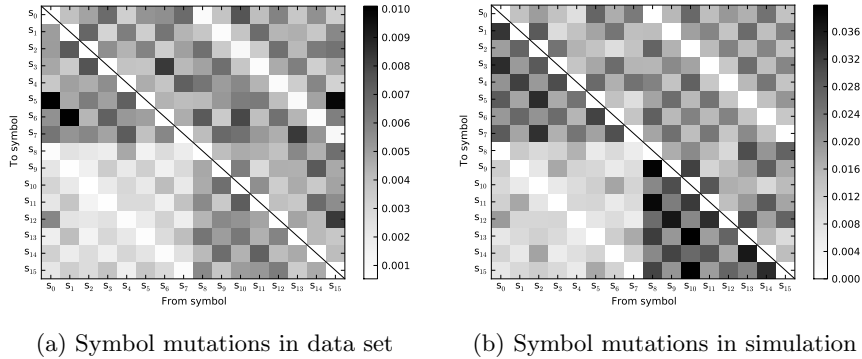 s0
s1
s2
s3
s4
s5
s6
s7
s8
s9
s10
s11
s12
s13
s14
s15
To symbol
s0 s1 s2 s3 s4 s5 s6 s7 s8 s9 s10 s11 s12 s13 s14 s15
From symbol
0.010
0.009
0.008
0.007
0.006
0.005
0.004
0.003
0.002
0.001
(a) Symbol mutations in data set
s0
s1
s2
s3
s4
s5
s6
s7
s8
s9
s10
s11
s12
s13
s14
s15
To symbol
s0 s1 s2 s3 s4 s5 s6 s7 s8 s9 s10 s11 s12 s13 s14 s15
From symbol
0.036
0.032
0.028
0.024
0.020
0.016
0.012
0.008
0.004
0.000
(b) Symbol mutations in simulation